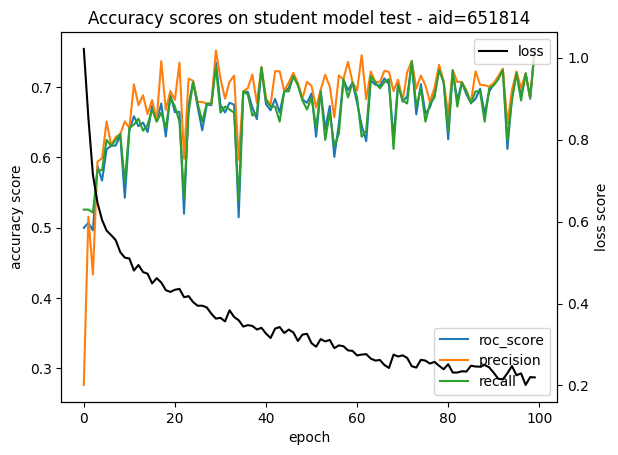 Accuracy scores on student model test - aid=651814
loss
accuracy score
0.7
0.6
0.5
0.4
0.3
1.0
0.8
0.6
0.4
0.2
loss score
roc_score
precision
recall
0
20
40
60
80
100
epoch